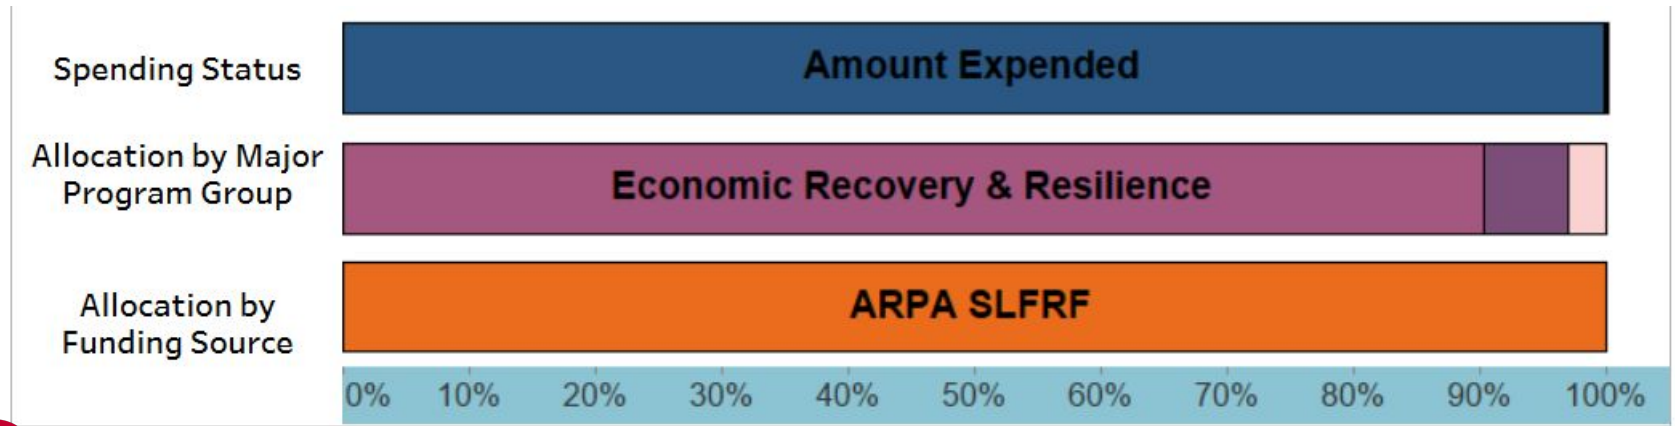 Spending Status
Amount Expended
Allocation by Major
Program Group
Economic Recovery & Resilience
Allocation by
Funding Source
ARPA SLFRF
0% 10% 20% 30% 40% 50% 60% 70% 80% 90% 100%